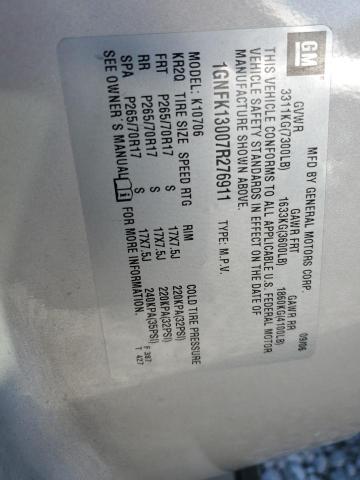 GM
MFD BY GENERAL MOTORS CORP. 09/06
GVWR GAWR FRT GAWR RR
3311KG(7300LB) 1633KG(3600LB) 1860KG(4100LB)
THIS VEHICLE CONFORMS TO ALL APPLICABLE U.S. FEDERAL MOTOR
VEHICLE SAFETY STANDARDS IN EFFECT ON THE DATE OF
MANUFACTURE SHOWN ABOVE.
1GNFK13007R276911 TYPE: M.P.V.
MODEL: K10706
KR2Q TIRE SIZE SPEED RTG RIM COLD TIRE PRESSURE
FRT P265/70R17 S 17X7.5J 220KPA(32PSI)
RR P265/70R17 S 17X7.5J 220KPA(32PSI)
SPA P265/70R17 S 17X7.5J 240KPA(35PSI)
SEE OWNER'S MANUAL FOR MORE INFORMATION.
F 387
T 427